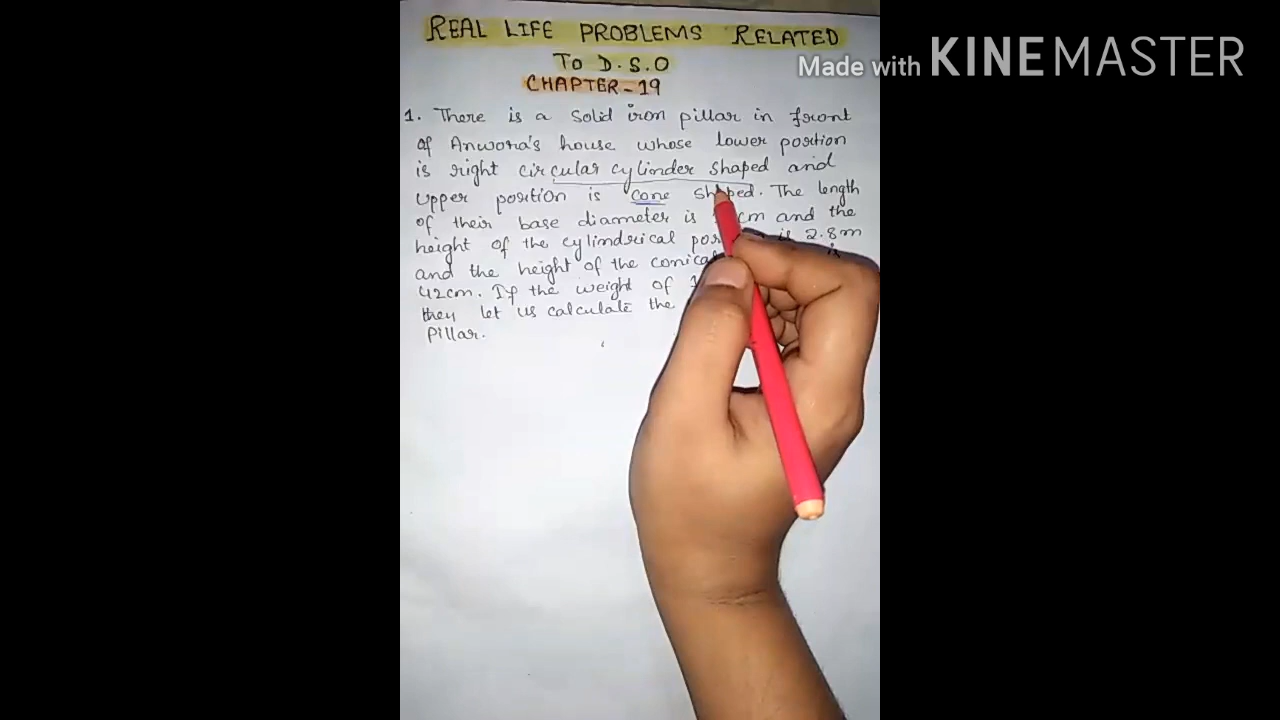 REAL LIFE PROBLEMS RELATED
TO D.S.O
CHAPTER-19
Made with KINEMASTER
1. There is a solid iron pillar in front
of Anwora's house whose lower portion
is right circular cylinder shaped and
upper portion is cone shaped. The length
of their base diameter is cm and the
height of the cylindrical is 2.8m
and the height of the conical
42cm. If the weight of
they let us calculate the
Pillar.